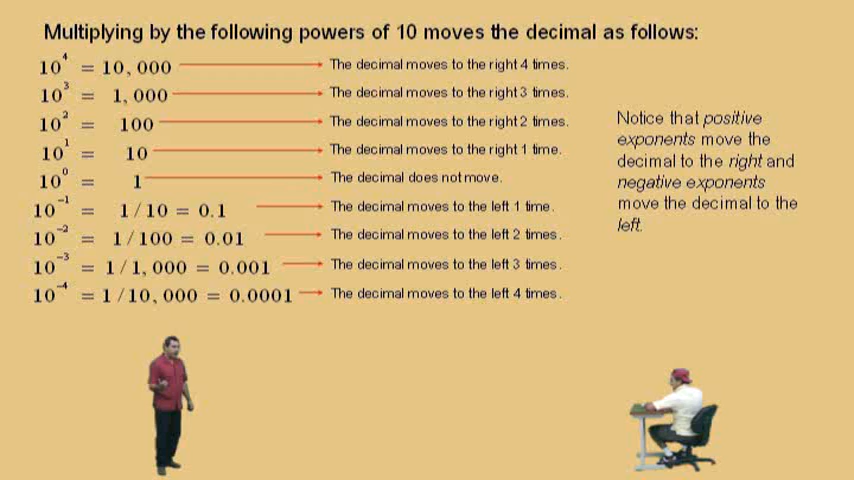 Multiplying by the following powers of 10 moves the decimal as follows:
10⁴ = 10,000 The decimal moves to the right 4 times.
10³ = 1,000 The decimal moves to the right 3 times.
10² = 100 The decimal moves to the right 2 times.
10¹ = 10 The decimal moves to the right 1 time.
10⁰ = 1 The decimal does not move.
10⁻¹ = 1/10 = 0.1 The decimal moves to the left 1 time.
10⁻² = 1/100 = 0.01 The decimal moves to the left 2 times.
10⁻³ = 1/1,000 = 0.001 The decimal moves to the left 3 times.
10⁻⁴ = 1/10,000 = 0.0001 The decimal moves to the left 4 times.
Notice that positive
exponents move the
decimal to the right and
negative exponents
move the decimal to the
left.